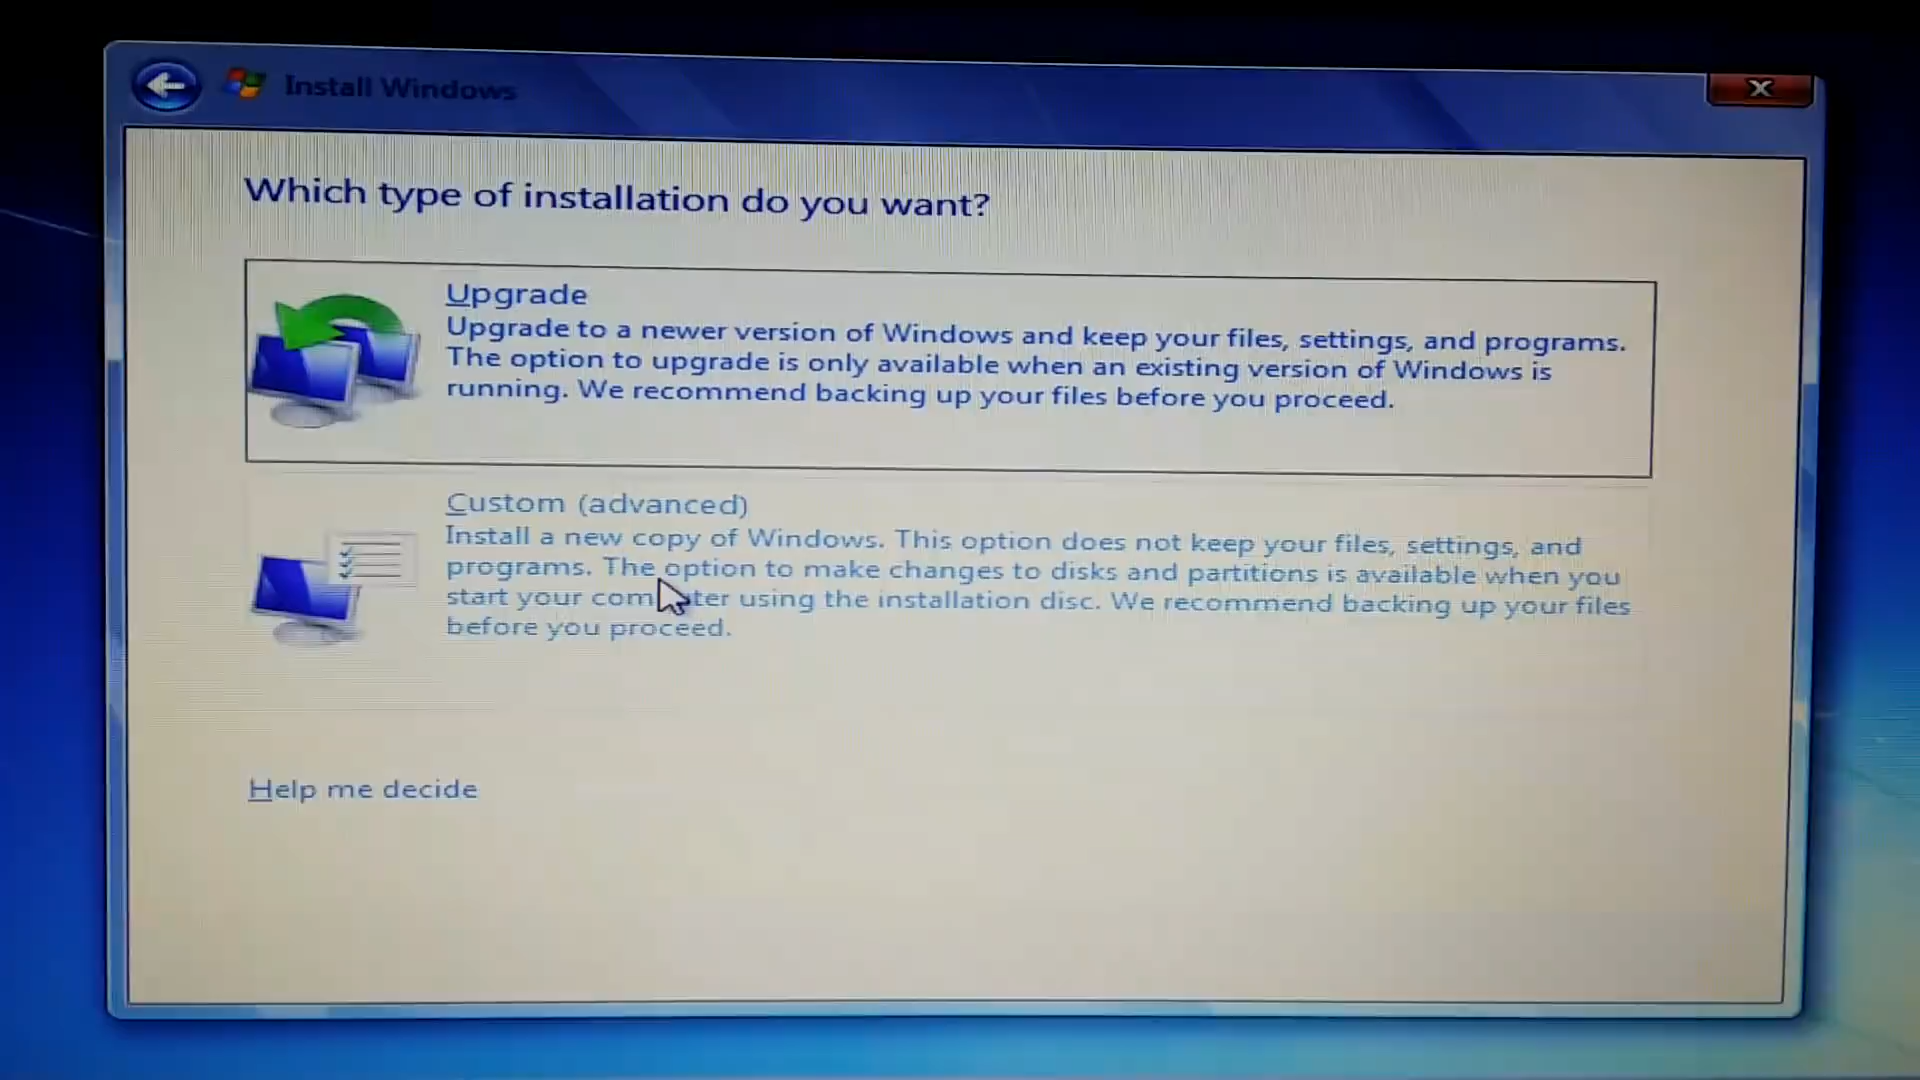 Install Windows
Which type of installation do you want?
Upgrade
Upgrade to a newer version of Windows and keep your files, settings, and programs.
The option to upgrade is only available when an existing version of Windows is
running. We recommend backing up your files before you proceed.
Custom (advanced)
Install a new copy of Windows. This option does not keep your files, settings, and
programs. The option to make changes to disks and partitions is available when you
start your computer using the installation disc. We recommend backing up your files
before you proceed.
Help me decide